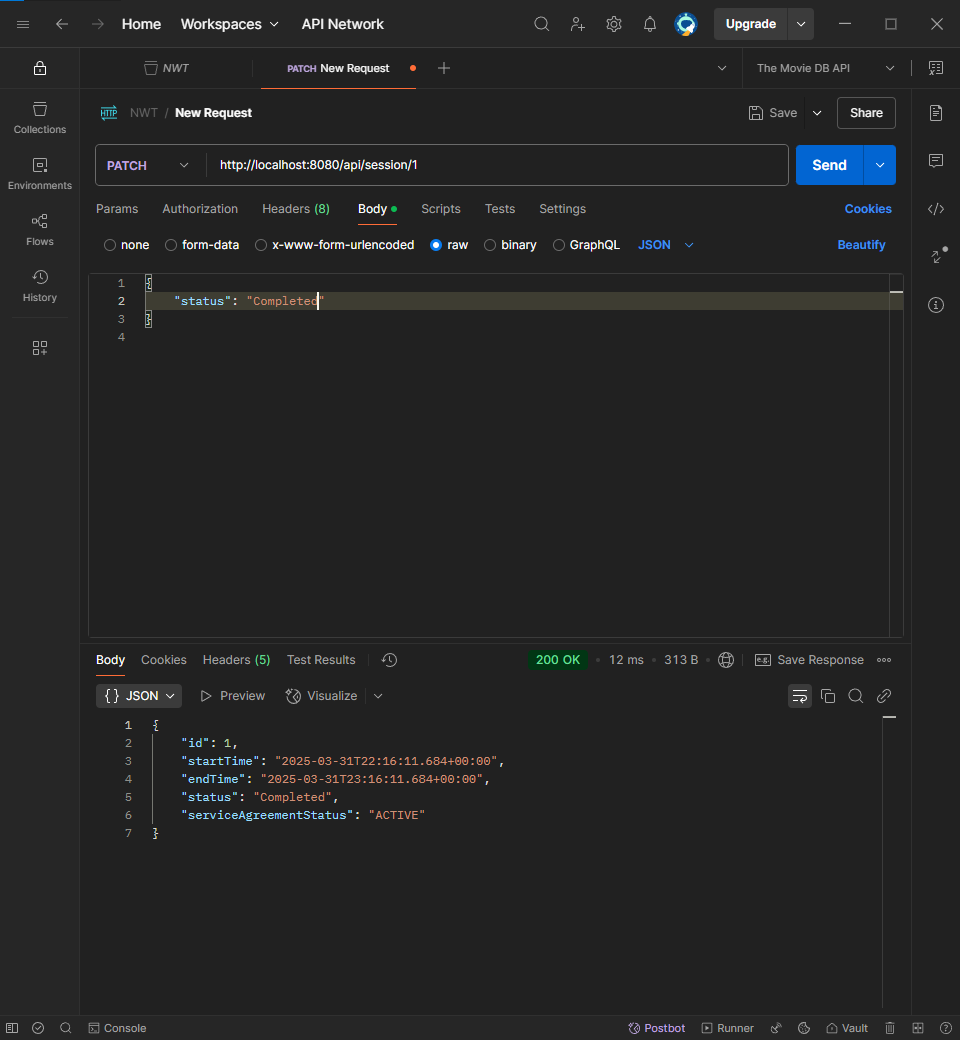 Home Workspaces API Network Upgrade
NWT PATCH New Request The Movie DB API
HTTP NWT / New Request Save Share
Collections
Environments
Flows
History
PATCH http://localhost:8080/api/session/1 Send
Params Authorization Headers (8) Body Scripts Tests Settings Cookies
none form-data x-www-form-urlencoded raw binary GraphQL JSON Beautify
1 {
2 "status": "Completed"
3 }
4
Body Cookies Headers (5) Test Results 200 OK 12 ms 313 B e.g. Save Response
{} JSON Preview Visualize
1 {
2 "id": 1,
3 "startTime": "2025-03-31T22:16:11.684+00:00",
4 "endTime": "2025-03-31T23:16:11.684+00:00",
5 "status": "Completed",
6 "serviceAgreementStatus": "ACTIVE"
7 }
Console Postbot Runner Vault